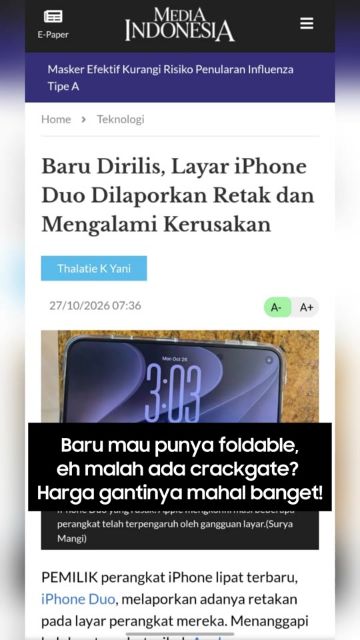 E-Paper
MEDIA
INDONESIA
Masker Efektif Kurangi Risiko Penularan Influenza
Tipe A
Home > Teknologi
Baru Dirilis, Layar iPhone
Duo Dilaporkan Retak dan
Mengalami Kerusakan
Thalatie K Yani
27/10/2026 07:36
A- A+
Mon Oct 26
3:03
Baru mau punya foldable,
eh malah ada crackgate?
Harga gantinya mahal banget!
perangkat telah terpengaruh oleh gangguan layar.(Surya
Mangi)
PEMILIK perangkat iPhone lipat terbaru,
iPhone Duo, melaporkan adanya retakan
pada layar perangkat mereka. Menanggapi